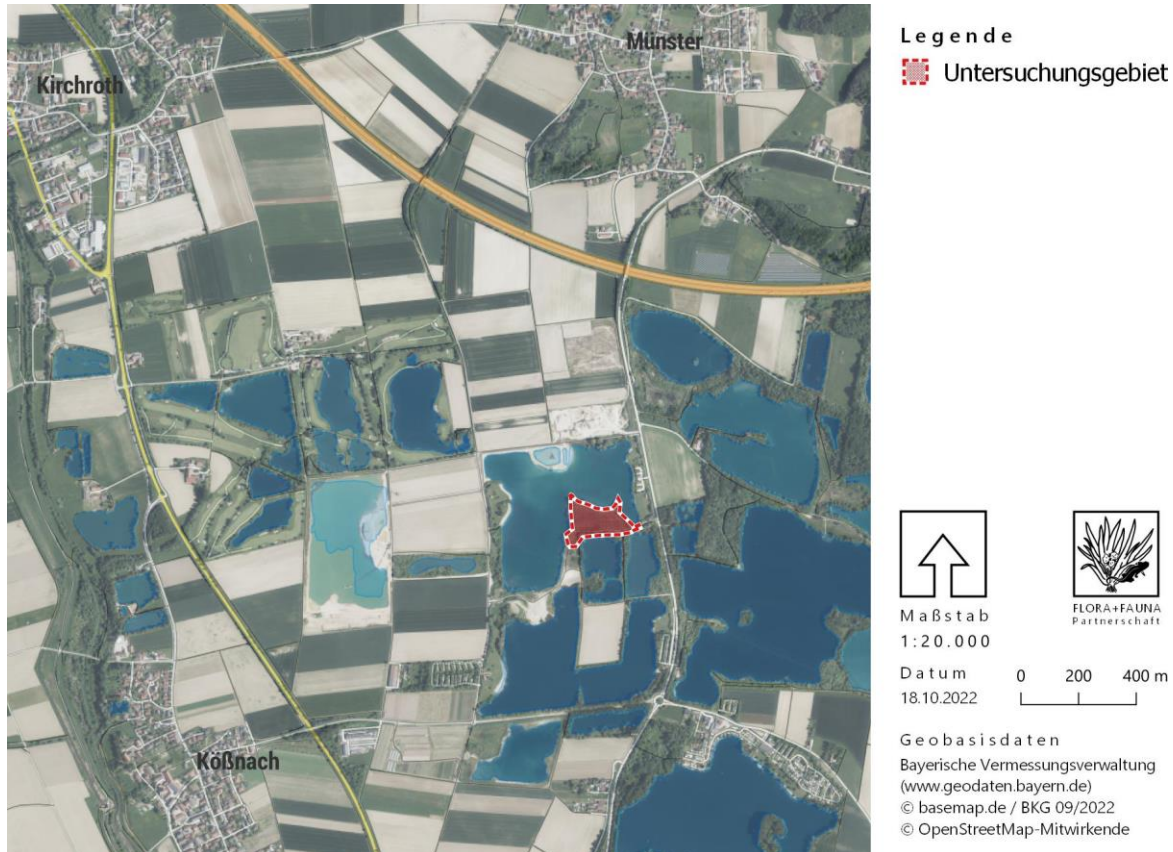 Kirchroth
Münster
Kößnach
Legende
Untersuchungsgebiet
Maßstab
1:20.000
FLORA+FAUNA
Partnerschaft
Datum
18.10.2022
0 200 400 m
Geobasisdaten
Bayerische Vermessungsverwaltung
(www.geodaten.bayern.de)
© basemap.de / BKG 09/2022
© OpenStreetMap-Mitwirkende